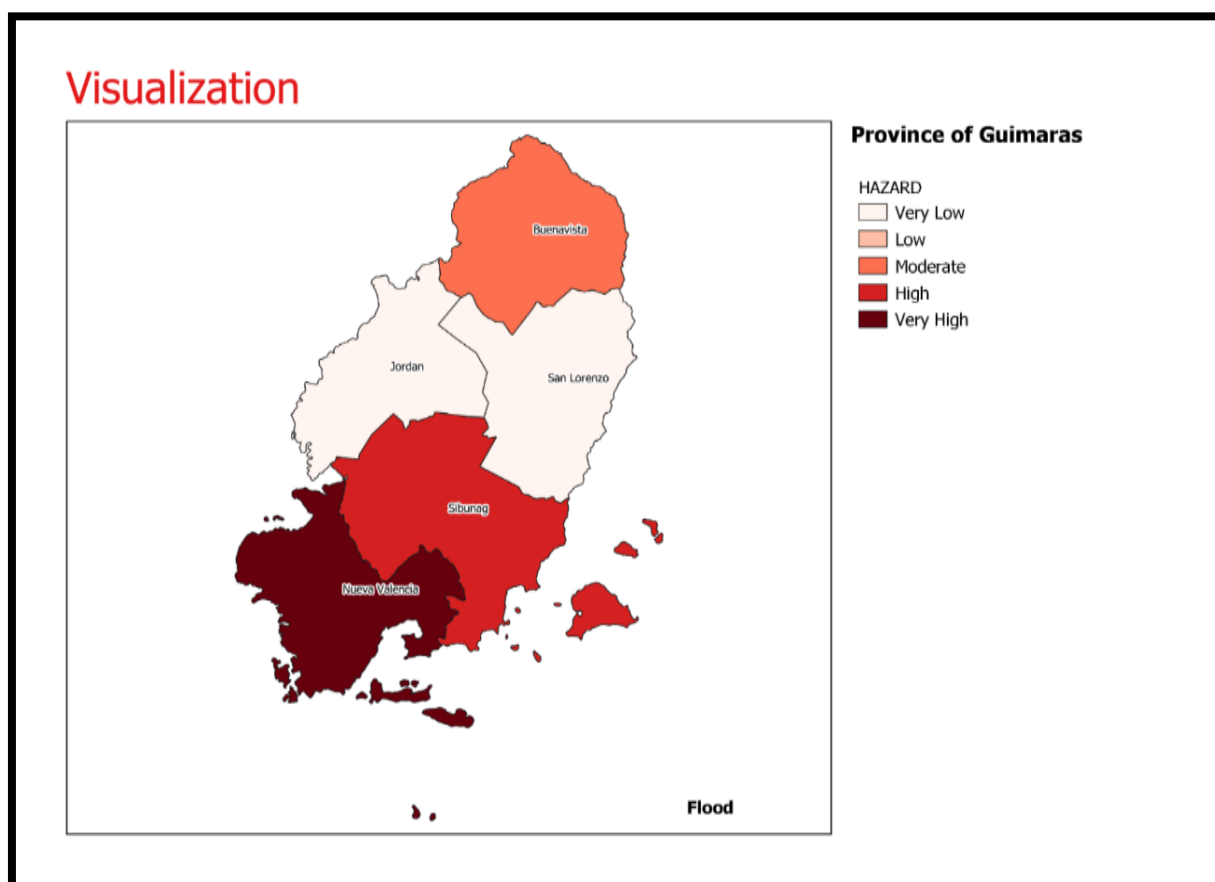 Visualization
Province of Guimaras
HAZARD
Very Low
Low
Moderate
High
Very High
Buenavista
Jordan
San Lorenzo
Sibunag
Nueva Valencia
Flood